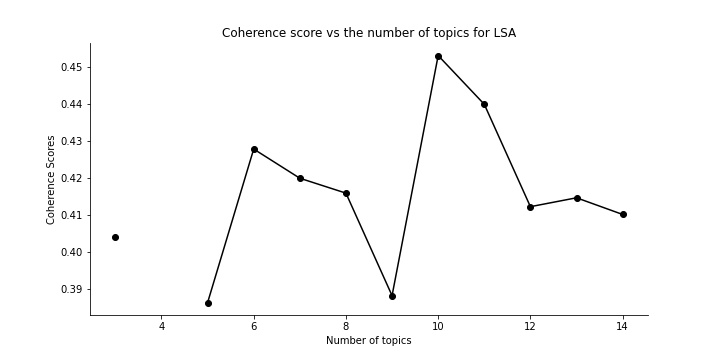 Coherence score vs the number of topics for LSA
0.45
0.44
0.43
0.42
0.41
0.40
0.39
Coherence Scores
4 6 8 10 12 14
Number of topics